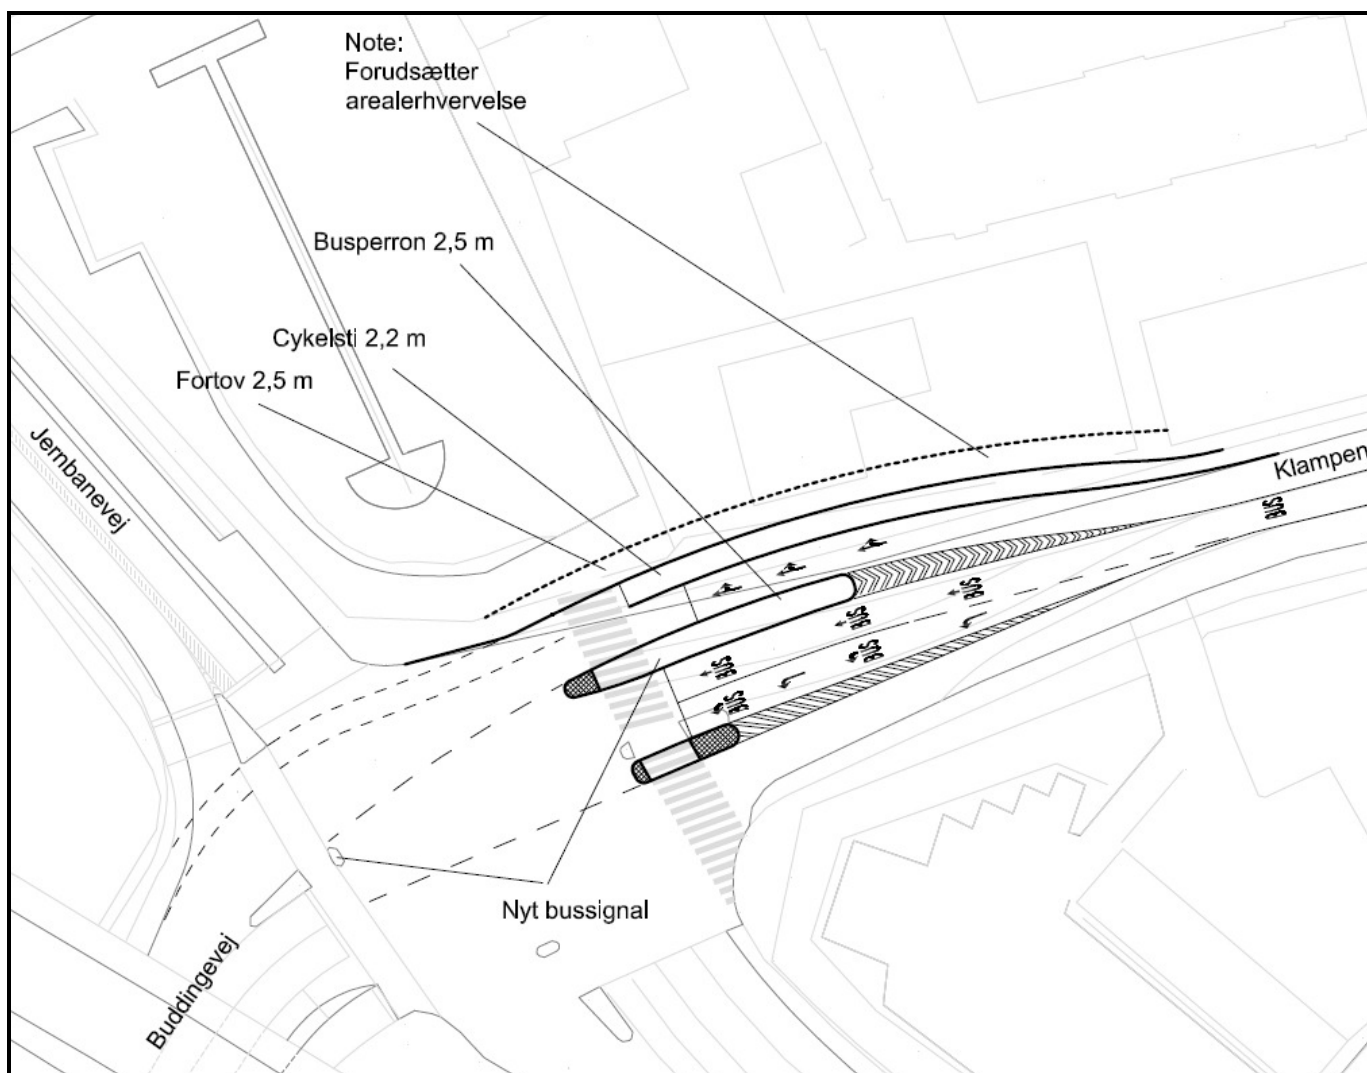 Note:
Forudsætter
arealerhvervelse
Busperron 2,5 m
Cykelsti 2,2 m
Fortov 2,5 m
Jernbanevej
Klampen
BUS
BUS
BUS
BUS
BUS
BUS
Nyt bussignal
Buddingevej